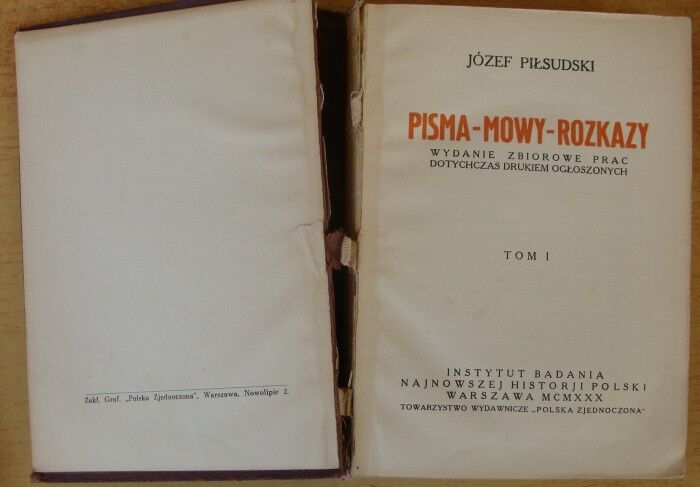 Zakł. Graf. „Polska Zjednoczona", Warszawa, Nowolipie 2.
JÓZEF PIŁSUDSKI
PISMA-MOWY-ROZKAZY
WYDANIE ZBIOROWE PRAC
DOTYCHCZAS DRUKIEM OGŁOSZONYCH
TOM I
INSTYTUT BADANIA
NAJNOWSZEJ HISTORJI POLSKI
WARSZAWA MCMXXX
TOWARZYSTWO WYDAWNICZE „POLSKA ZJEDNOCZONA"